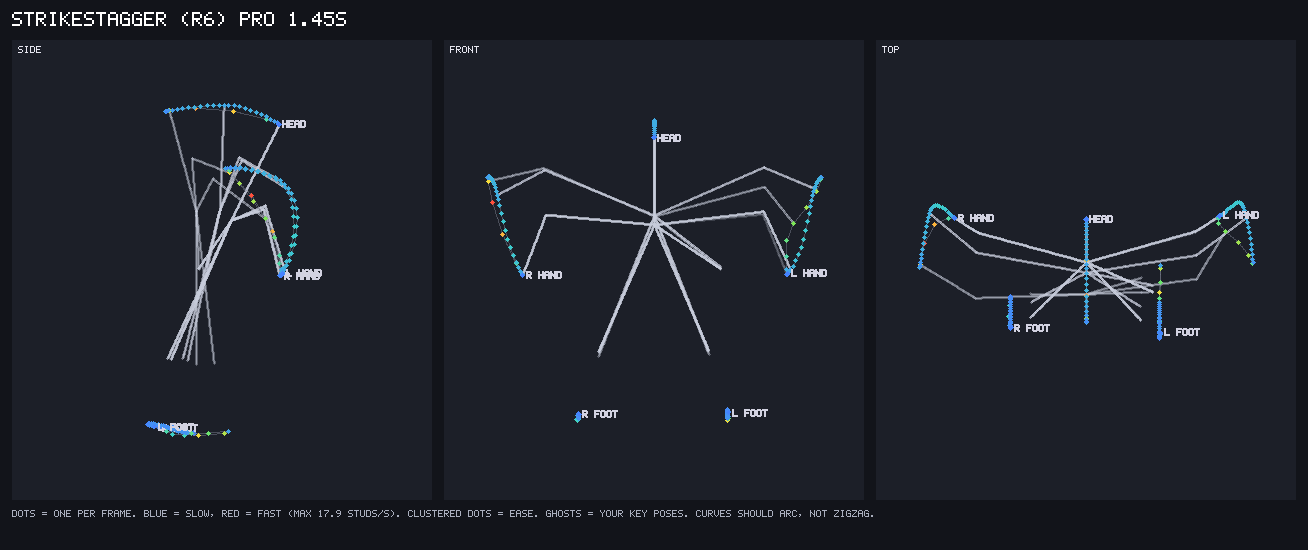 STRIKESTAGGER (R6) PRO 1.45S
SIDE
FRONT
TOP
HEAD
HEAD
R HAND
L HAND
HEAD
R HAND
L HAND
HAND
R HAND
L HAND
R FOOT
L FOOT
L FOOT
R FOOT
L FOOT
DOTS = ONE PER FRAME. BLUE = SLOW, RED = FAST (MAX 17.9 STUDS/S). CLUSTERED DOTS = EASE. GHOSTS = YOUR KEY POSES. CURVES SHOULD ARC, NOT ZIGZAG.